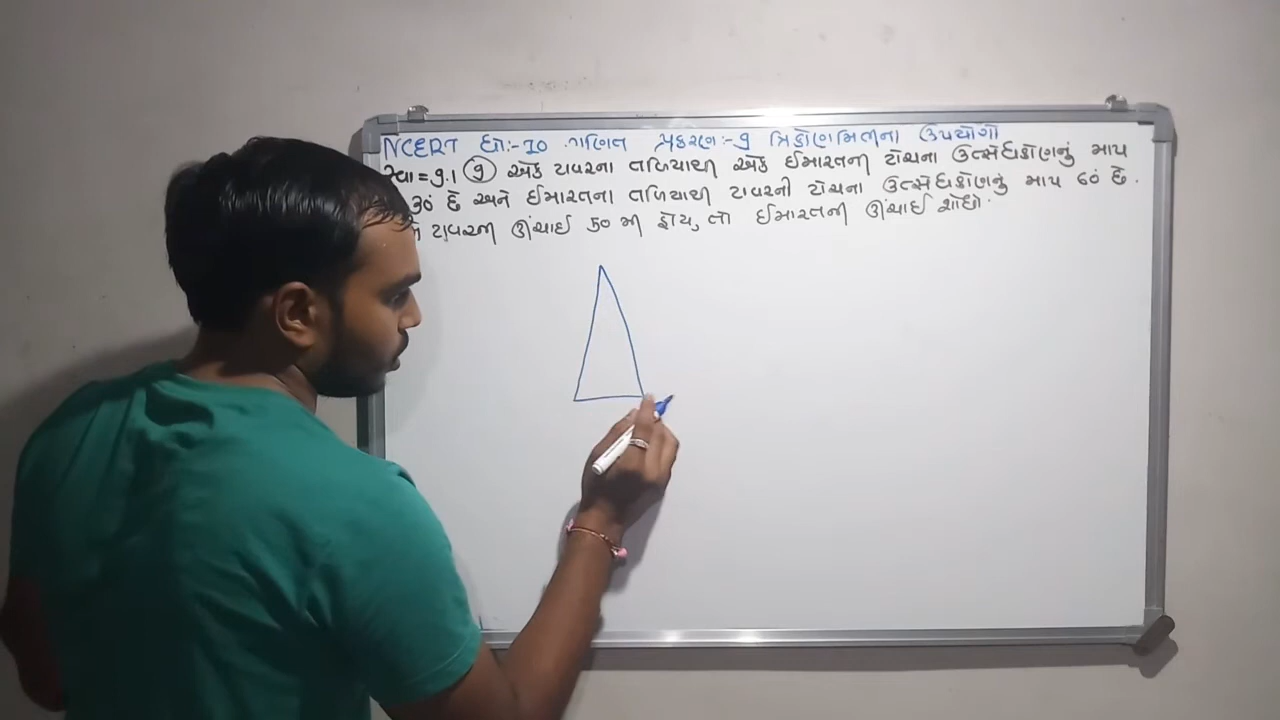 NCERT ધો:-10 ગણિત પ્રકરણ:-9 ત્રિકોણમિતિના ઉપયોગો
સ્વા = 9.1 (9) એક ટાવરના તળિયાથી એક ઈમારતની ટોચના ઉત્સેધકોણનું માપ
30 છે અને ઈમારતના તળિયાથી ટાવરની ટોચના ઉત્સેધકોણનું માપ 60 છે.
ટાવરની ઊંચાઈ 50 મી હોય, તો ઈમારતની ઊંચાઈ શોધો.